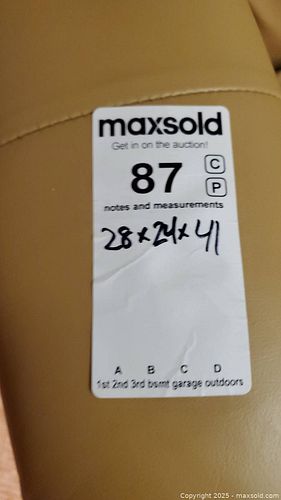 maxsold
Get in on the auction!
87
C
P
notes and measurements
28x24x41
A B C D
1st 2nd 3rd bsmt garage outdoors
Copyright © 2025 - maxsold.com